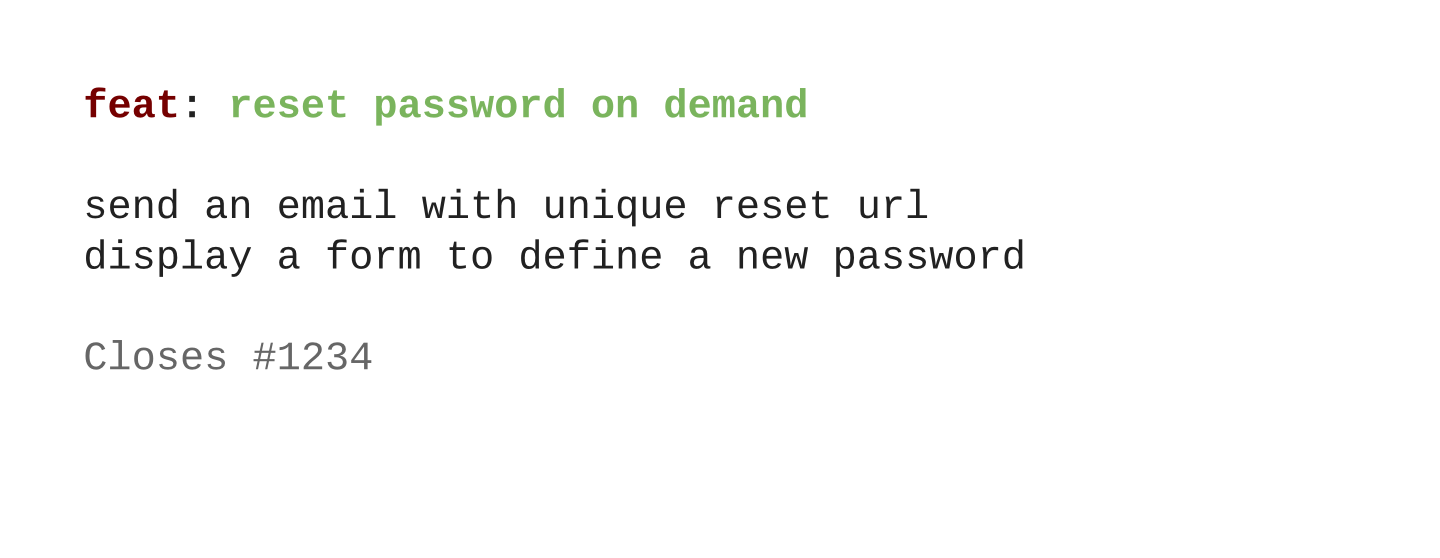 feat: reset password on demand
send an email with unique reset url
display a form to define a new password
Closes #1234